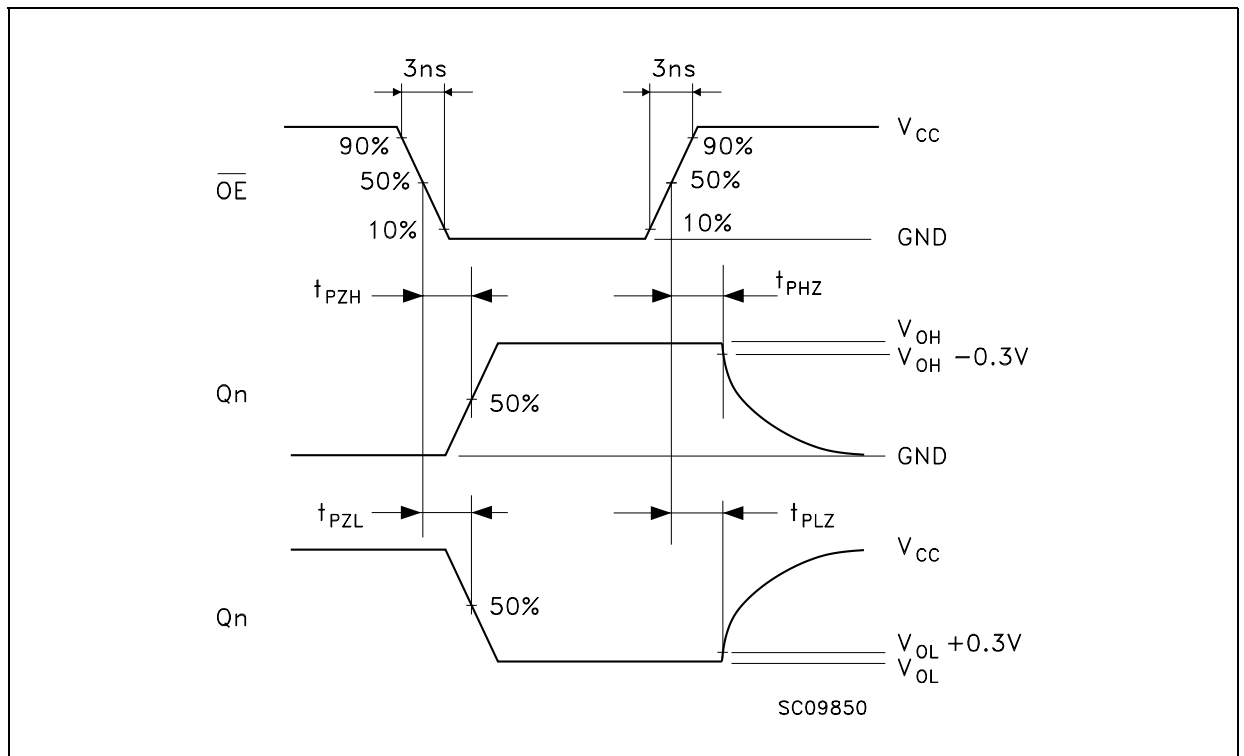 3ns 3ns
V_CC
90% 90%
O̅E̅ 50% 50%
10% 10%
GND
t_PZH t_PHZ
V_OH
V_OH −0.3V
Qn 50%
GND
t_PZL t_PLZ
V_CC
50%
Qn
V_OL +0.3V
V_OL
SC09850